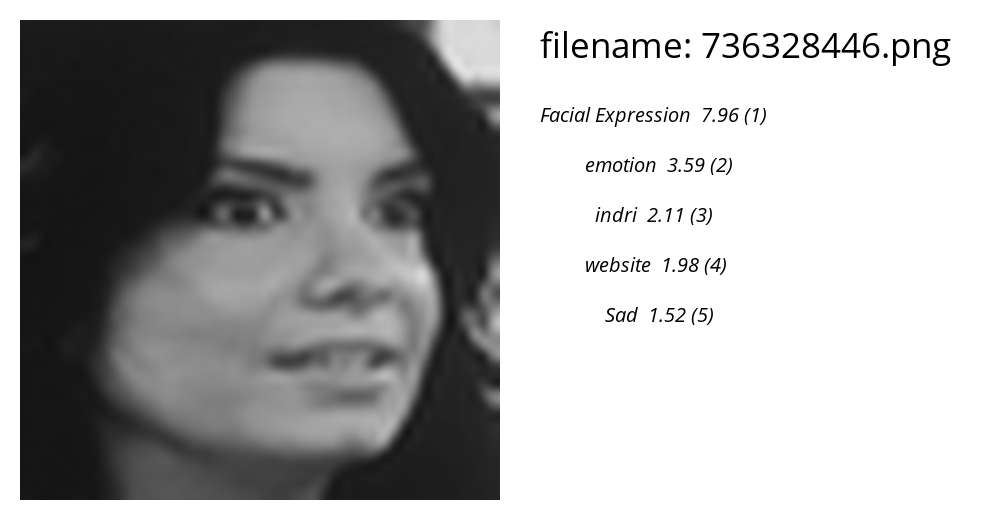 filename: 736328446.png
Facial Expression 7.96 (1)
emotion 3.59 (2)
indri 2.11 (3)
website 1.98 (4)
Sad 1.52 (5)